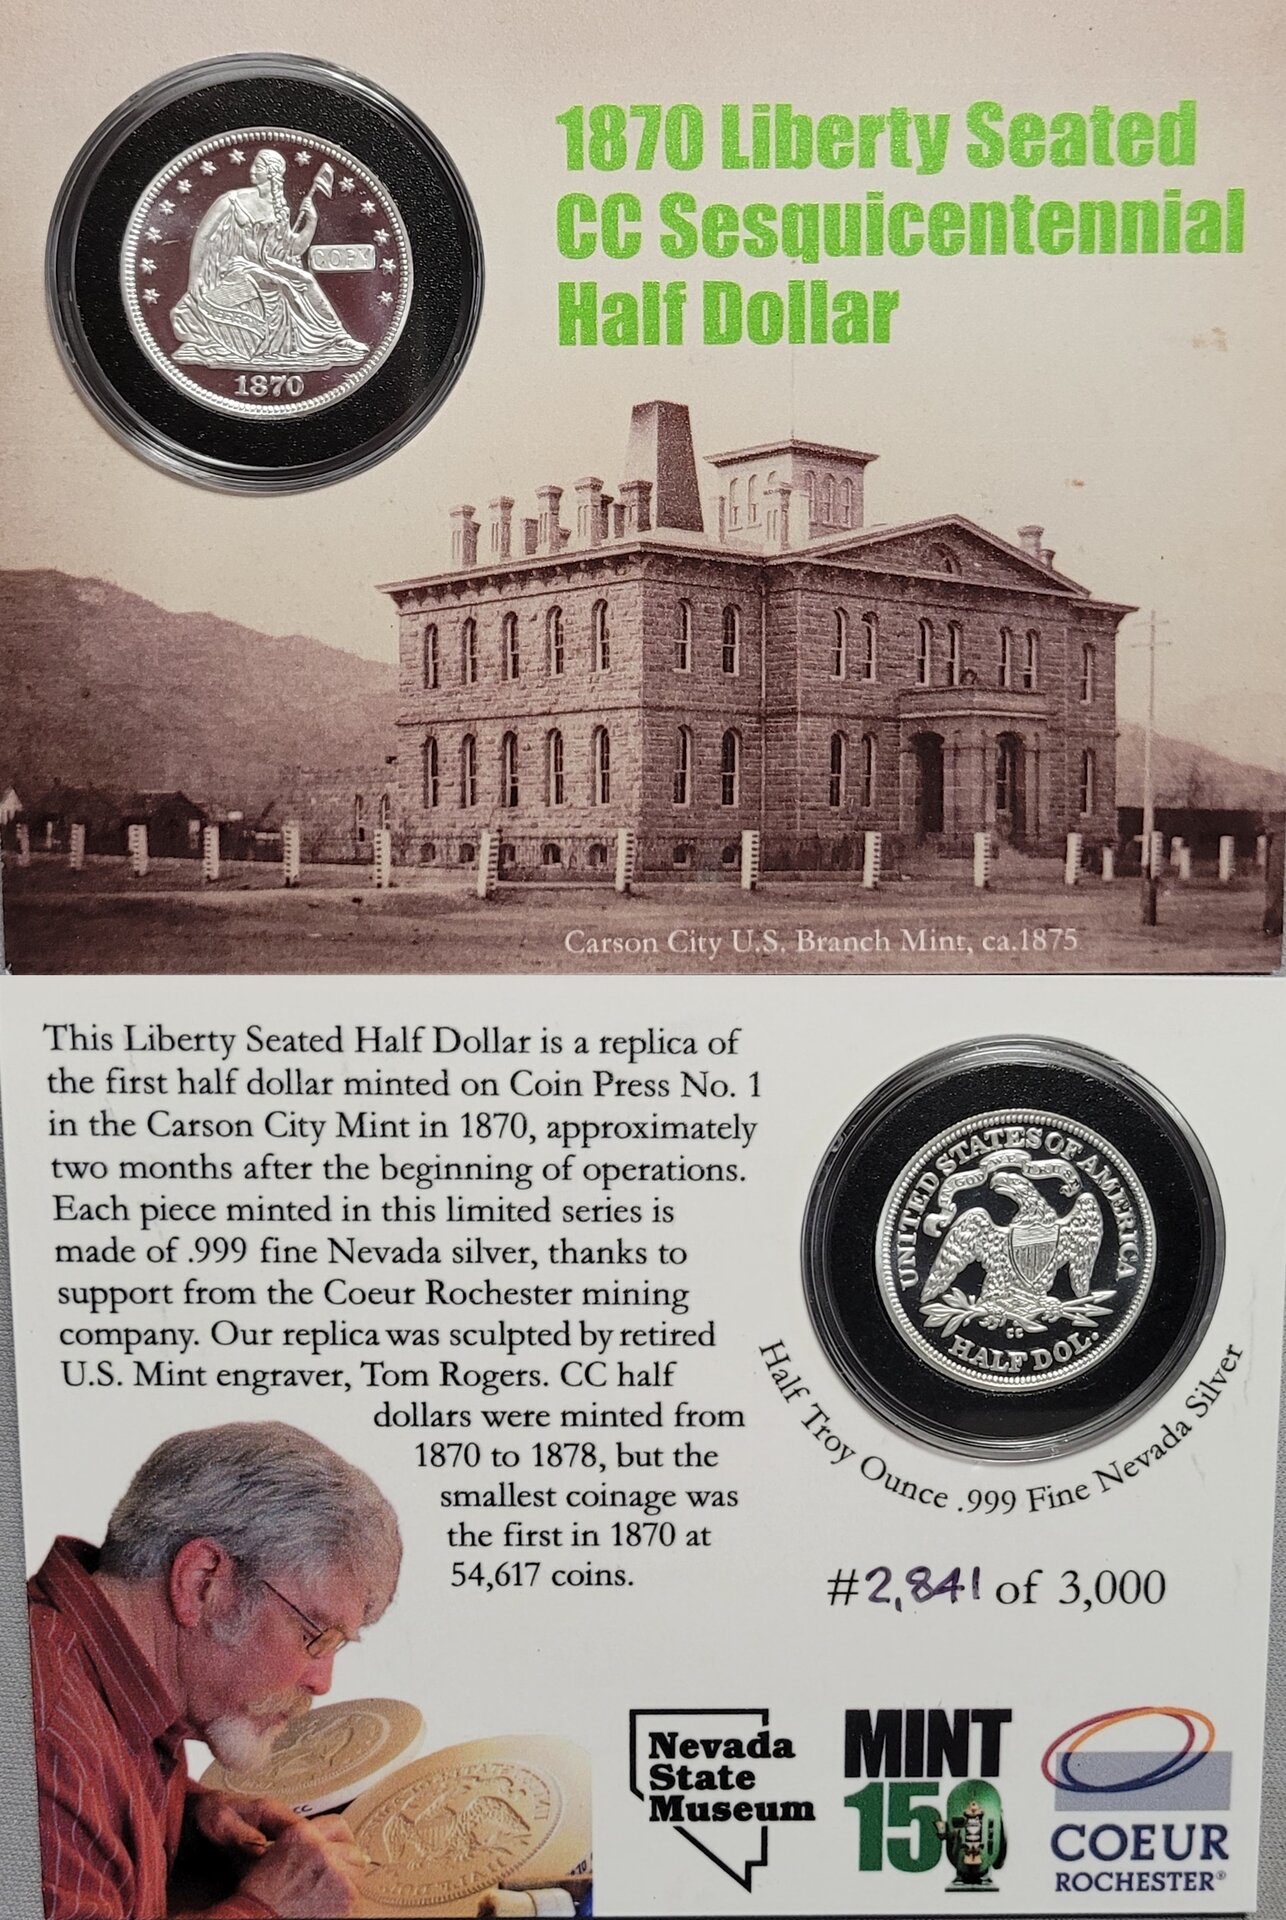 1870 Liberty Seated
CC Sesquicentennial
Half Dollar
COPY
1870
Carson City U.S. Branch Mint, ca.1875
This Liberty Seated Half Dollar is a replica of
the first half dollar minted on Coin Press No. 1
in the Carson City Mint in 1870, approximately
two months after the beginning of operations.
Each piece minted in this limited series is
made of .999 fine Nevada silver, thanks to
support from the Coeur Rochester mining
company. Our replica was sculpted by retired
U.S. Mint engraver, Tom Rogers. CC half
dollars were minted from
1870 to 1878, but the
smallest coinage was
the first in 1870 at
54,617 coins.
UNITED STATES OF AMERICA
IN GOD WE TRUST
CC
HALF DOL.
Half Troy Ounce .999 Fine Nevada Silver
#2,841 of 3,000
CC
Nevada
State
Museum
MINT
150
COEUR
ROCHESTER®